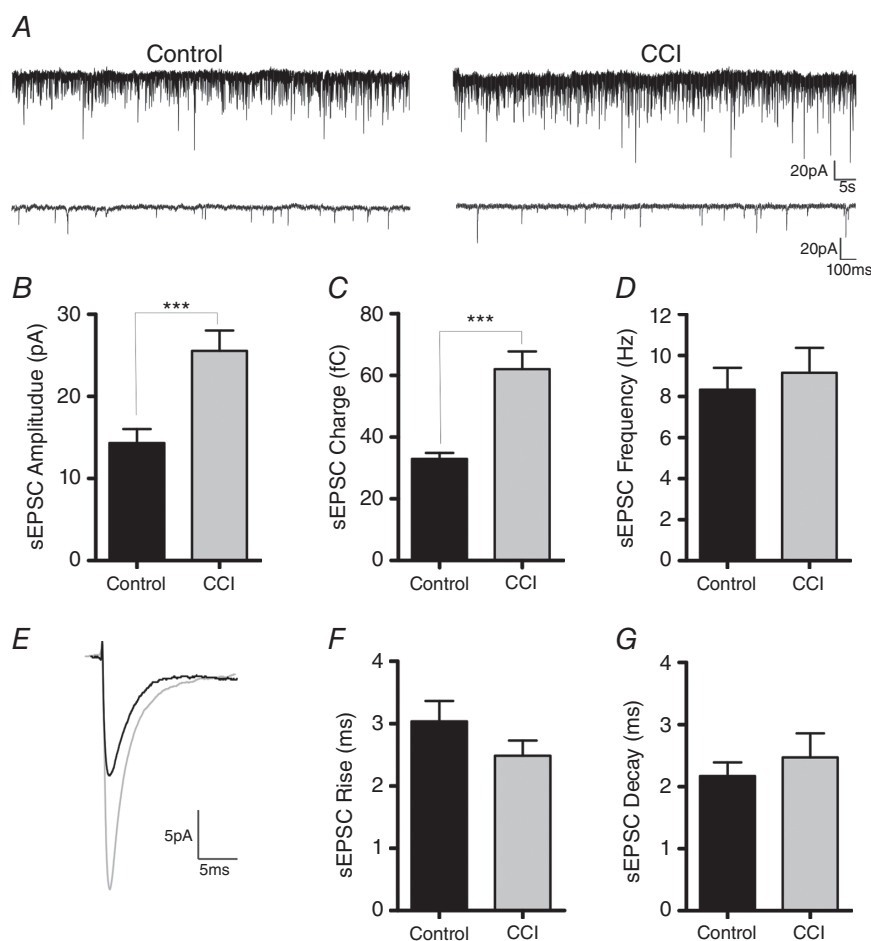 A
Control
CCI
20pA
5s
20pA
100ms
B
sEPSC Amplitudue (pA)
30
20
10
0
***
Control
CCI
C
sEPSC Charge (fC)
80
60
40
20
0
***
Control
CCI
D
sEPSC Frequency (Hz)
12
10
8
6
4
2
0
Control
CCI
E
5pA
5ms
F
sEPSC Rise (ms)
4
3
2
1
0
Control
CCI
G
sEPSC Decay (ms)
4
3
2
1
0
Control
CCI